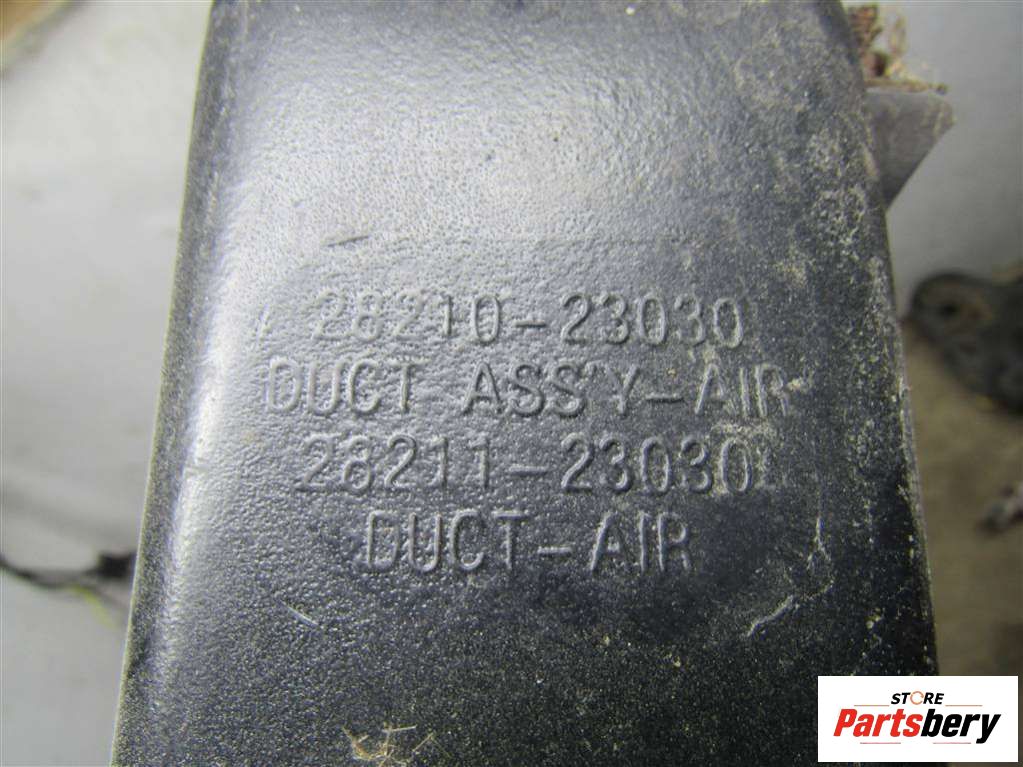 28210-23030
DUCT ASS'Y-AIR
28211-23030
DUCT-AIR
STORE
Partsbery